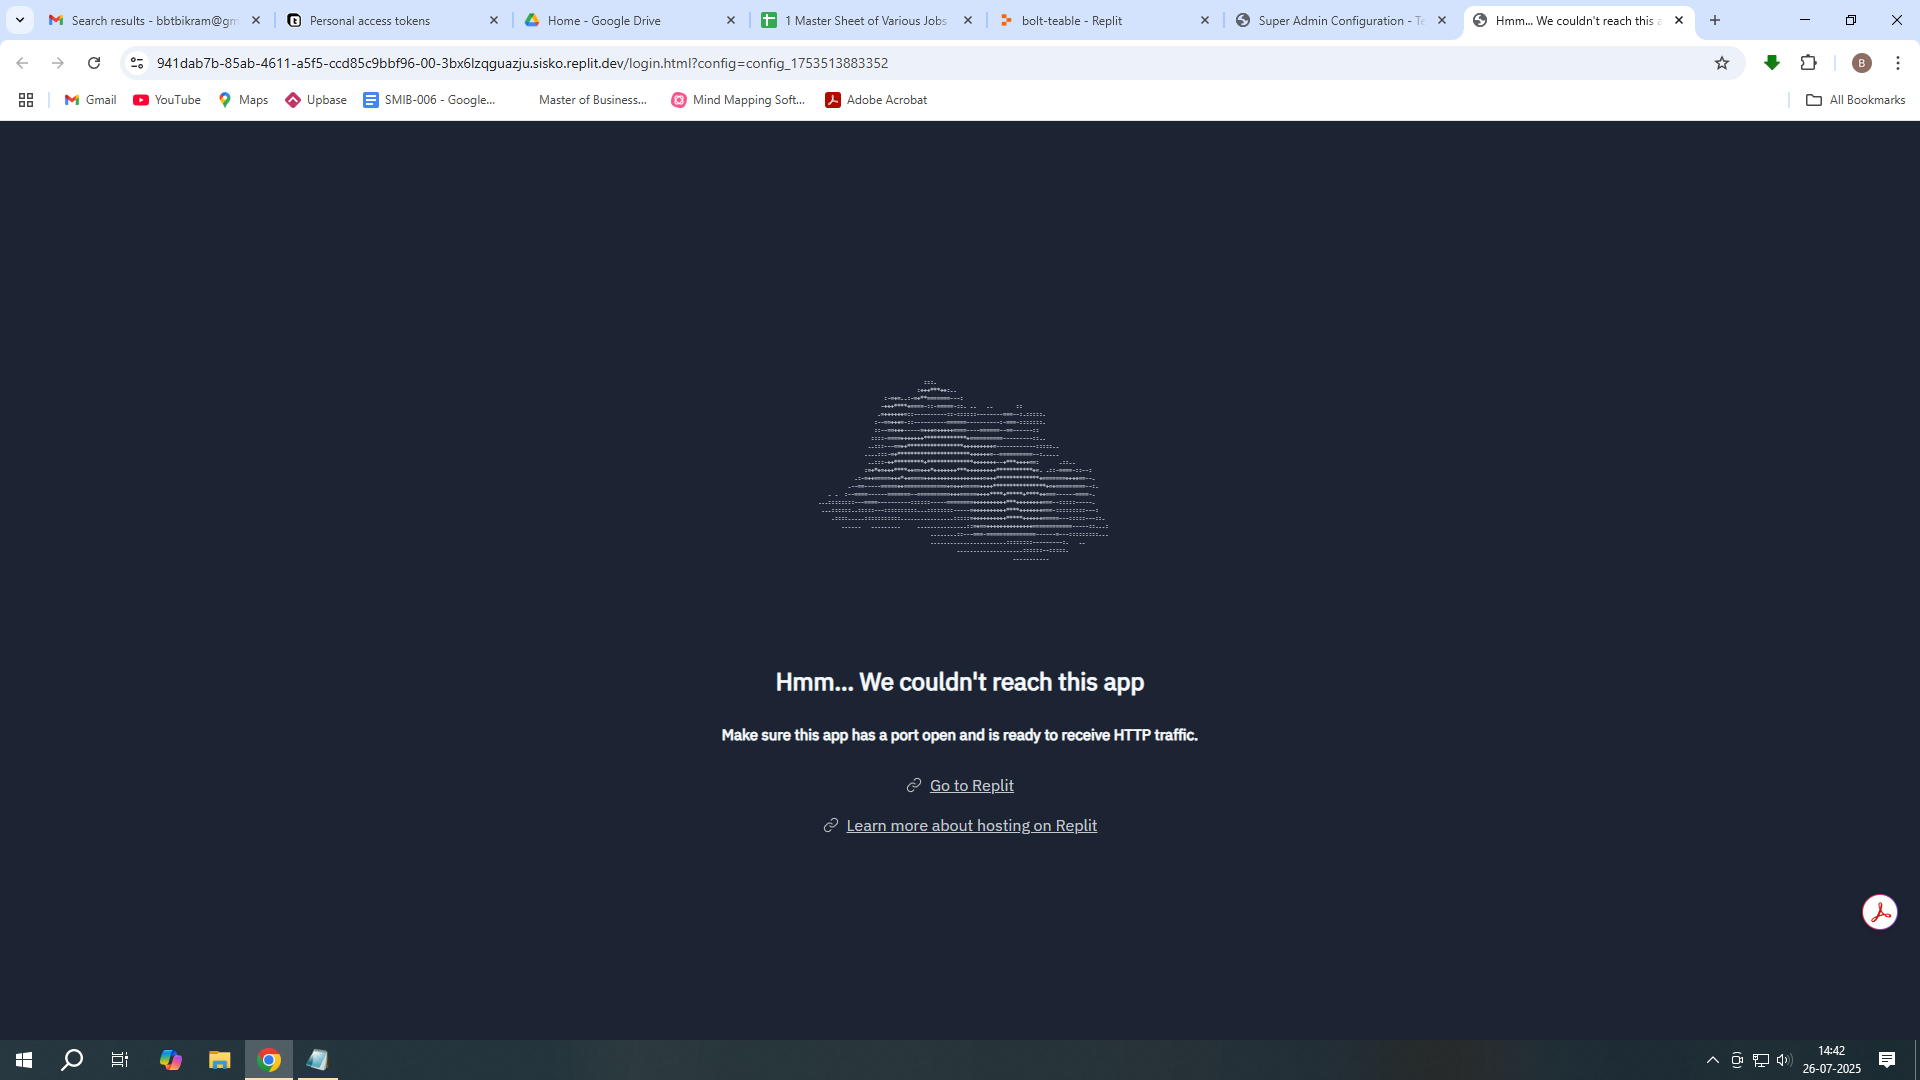 Search results - bbtbikram@gm
Personal access tokens
Home - Google Drive
1 Master Sheet of Various Jobs
bolt-teable - Replit
Super Admin Configuration - Te
Hmm... We couldn't reach this a
941dab7b-85ab-4611-a5f5-ccd85c9bbf96-00-3bx6lzqguazju.sisko.replit.dev/login.html?config=config_1753513883352
B
Gmail
YouTube
Maps
Upbase
SMIB-006 - Google...
Master of Business...
Mind Mapping Soft...
Adobe Acrobat
All Bookmarks
Hmm... We couldn't reach this app
Make sure this app has a port open and is ready to receive HTTP traffic.
Go to Replit
Learn more about hosting on Replit
14:42
26-07-2025